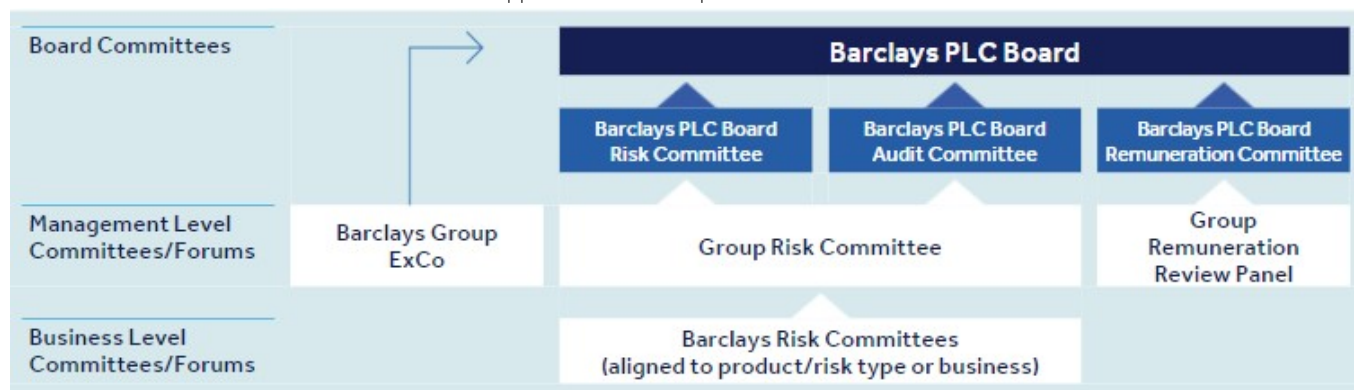 Board Committees
Barclays PLC Board
Barclays PLC Board
Risk Committee
Barclays PLC Board
Audit Committee
Barclays PLC Board
Remuneration Committee
Management Level
Committees/Forums
Barclays Group
ExCo
Group Risk Committee
Group
Remuneration
Review Panel
Business Level
Committees/Forums
Barclays Risk Committees
(aligned to product/risk type or business)